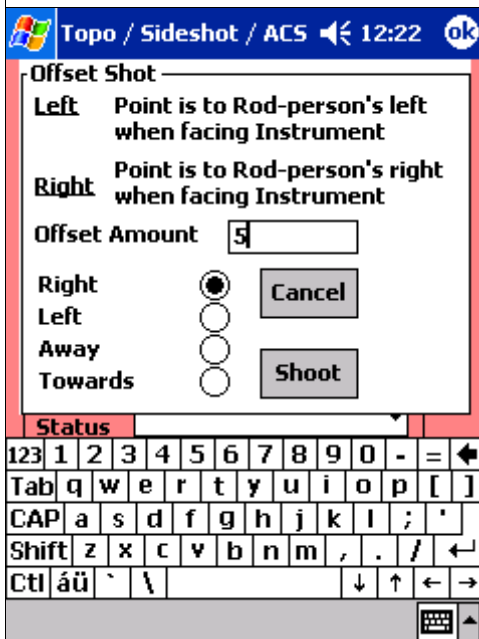 Topo / Sideshot / ACS 12:22 ok
Offset Shot
Left Point is to Rod-person's left
when facing Instrument
Right Point is to Rod-person's right
when facing Instrument
Offset Amount 5
Right
Left
Away
Towards
Cancel
Shoot
Status
123 1 2 3 4 5 6 7 8 9 0 - =
Tab q w e r t y u i o p [ ]
CAP a s d f g h j k l ; '
Shift z x c v b n m , . /
Ctl áü ` \